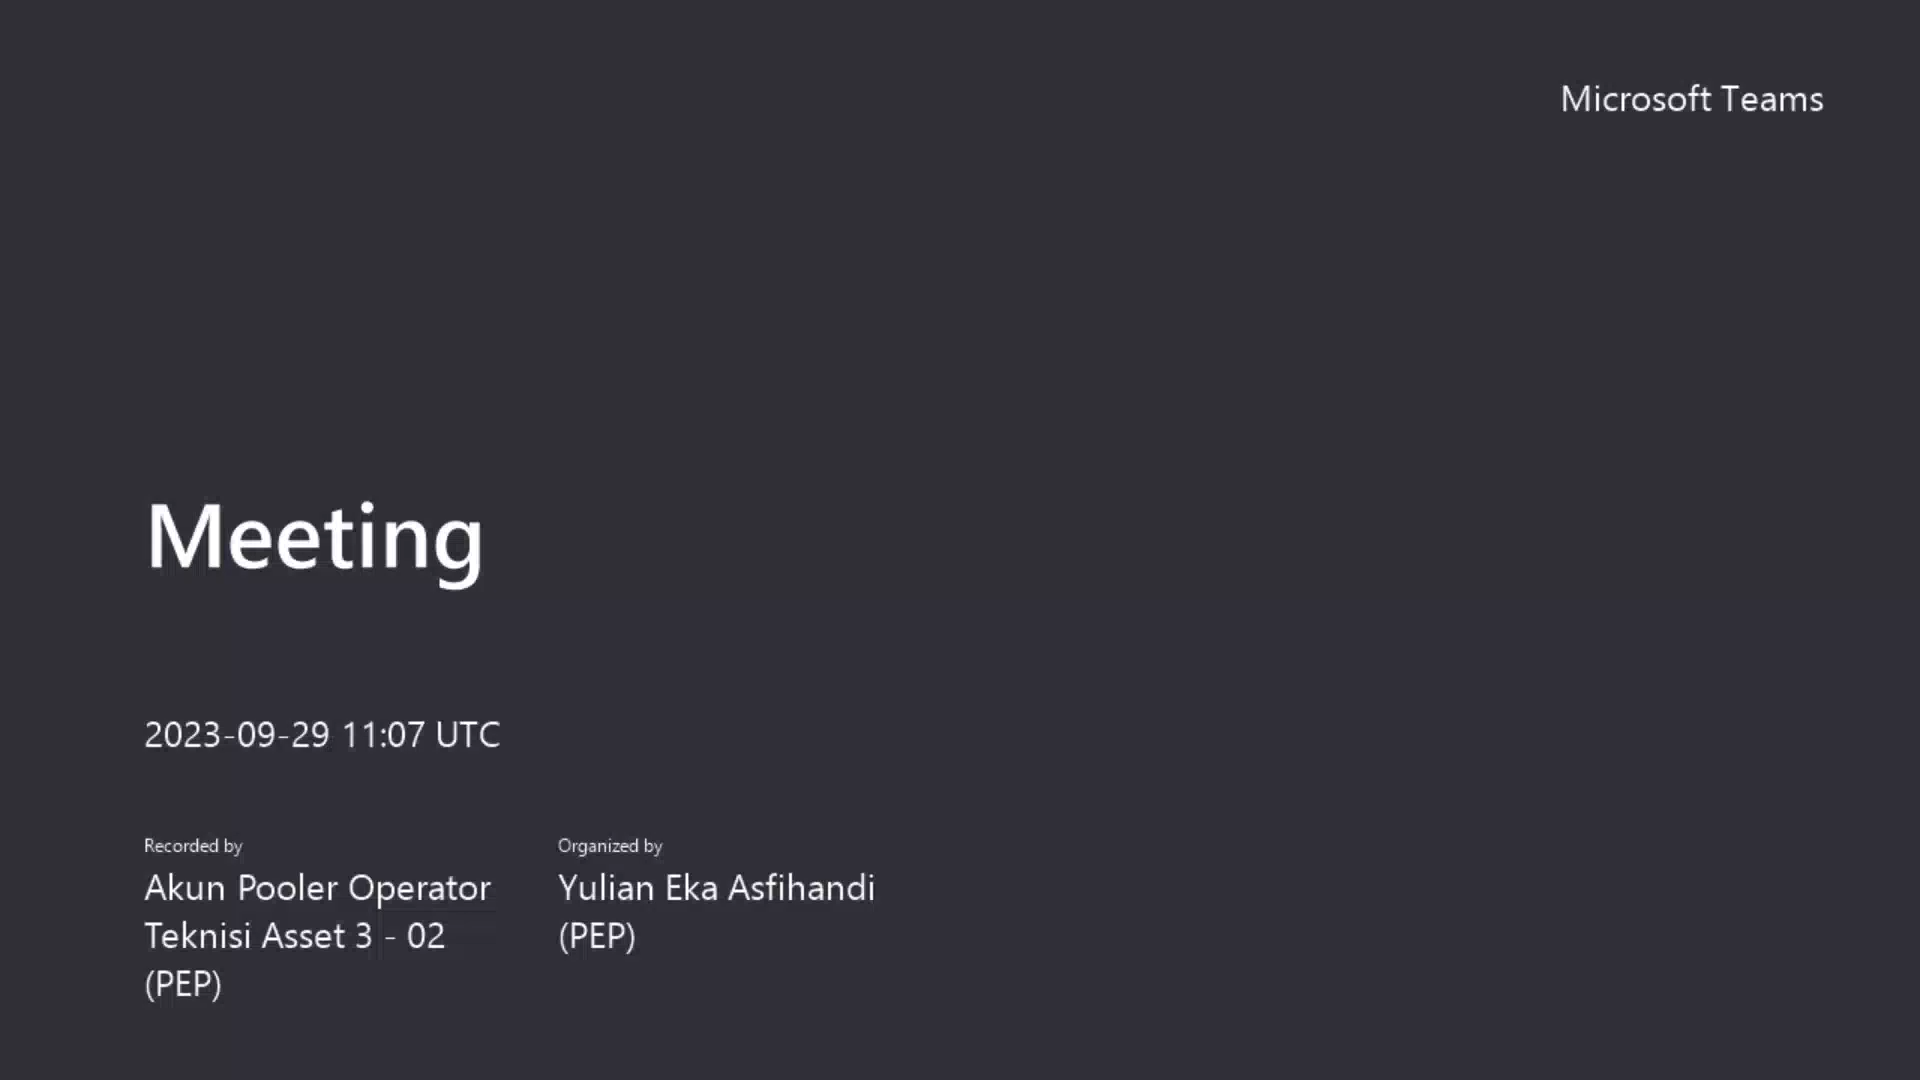 Microsoft Teams
Meeting
2023-09-29 11:07 UTC
Recorded by
Akun Pooler Operator
Teknisi Asset 3 - 02
(PEP)
Organized by
Yulian Eka Asfihandi
(PEP)